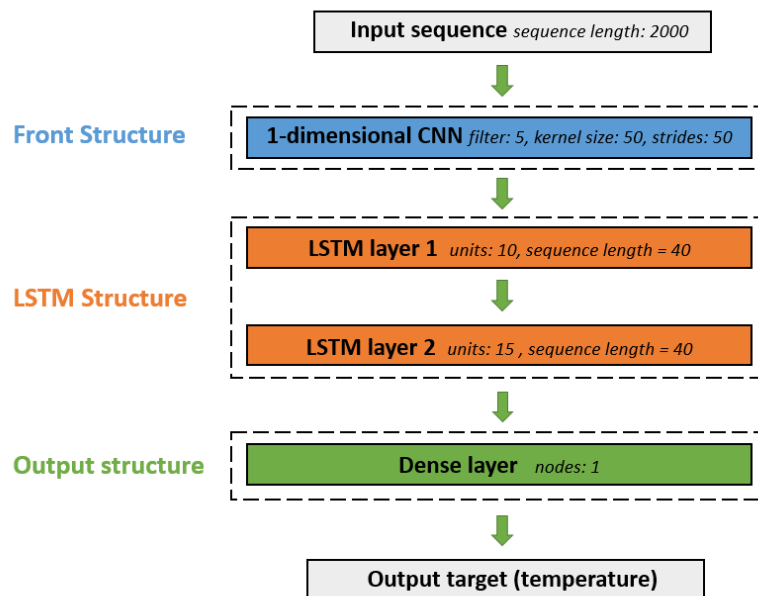 Input sequence sequence length: 2000
Front Structure
1-dimensional CNN filter: 5, kernel size: 50, strides: 50
LSTM layer 1 units: 10, sequence length = 40
LSTM Structure
LSTM layer 2 units: 15 , sequence length = 40
Output structure
Dense layer nodes: 1
Output target (temperature)